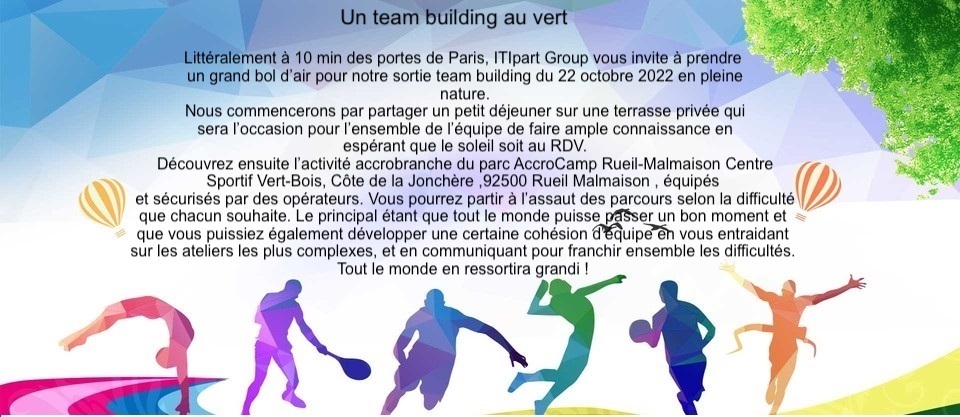 Un team building au vert
Littéralement à 10 min des portes de Paris, ITIpart Group vous invite à prendre
un grand bol d’air pour notre sortie team building du 22 octobre 2022 en pleine
nature.
Nous commencerons par partager un petit déjeuner sur une terrasse privée qui
sera l’occasion pour l’ensemble de l’équipe de faire ample connaissance en
espérant que le soleil soit au RDV.
Découvrez ensuite l’activité accrobranche du parc AccroCamp Rueil-Malmaison Centre
Sportif Vert-Bois, Côte de la Jonchère ,92500 Rueil Malmaison , équipés
et sécurisés par des opérateurs. Vous pourrez partir à l’assaut des parcours selon la difficulté
que chacun souhaite. Le principal étant que tout le monde puisse passer un bon moment et
que vous puissiez également développer une certaine cohésion d’équipe en vous entraidant
sur les ateliers les plus complexes, et en communiquant pour franchir ensemble les difficultés.
Tout le monde en ressortira grandi !